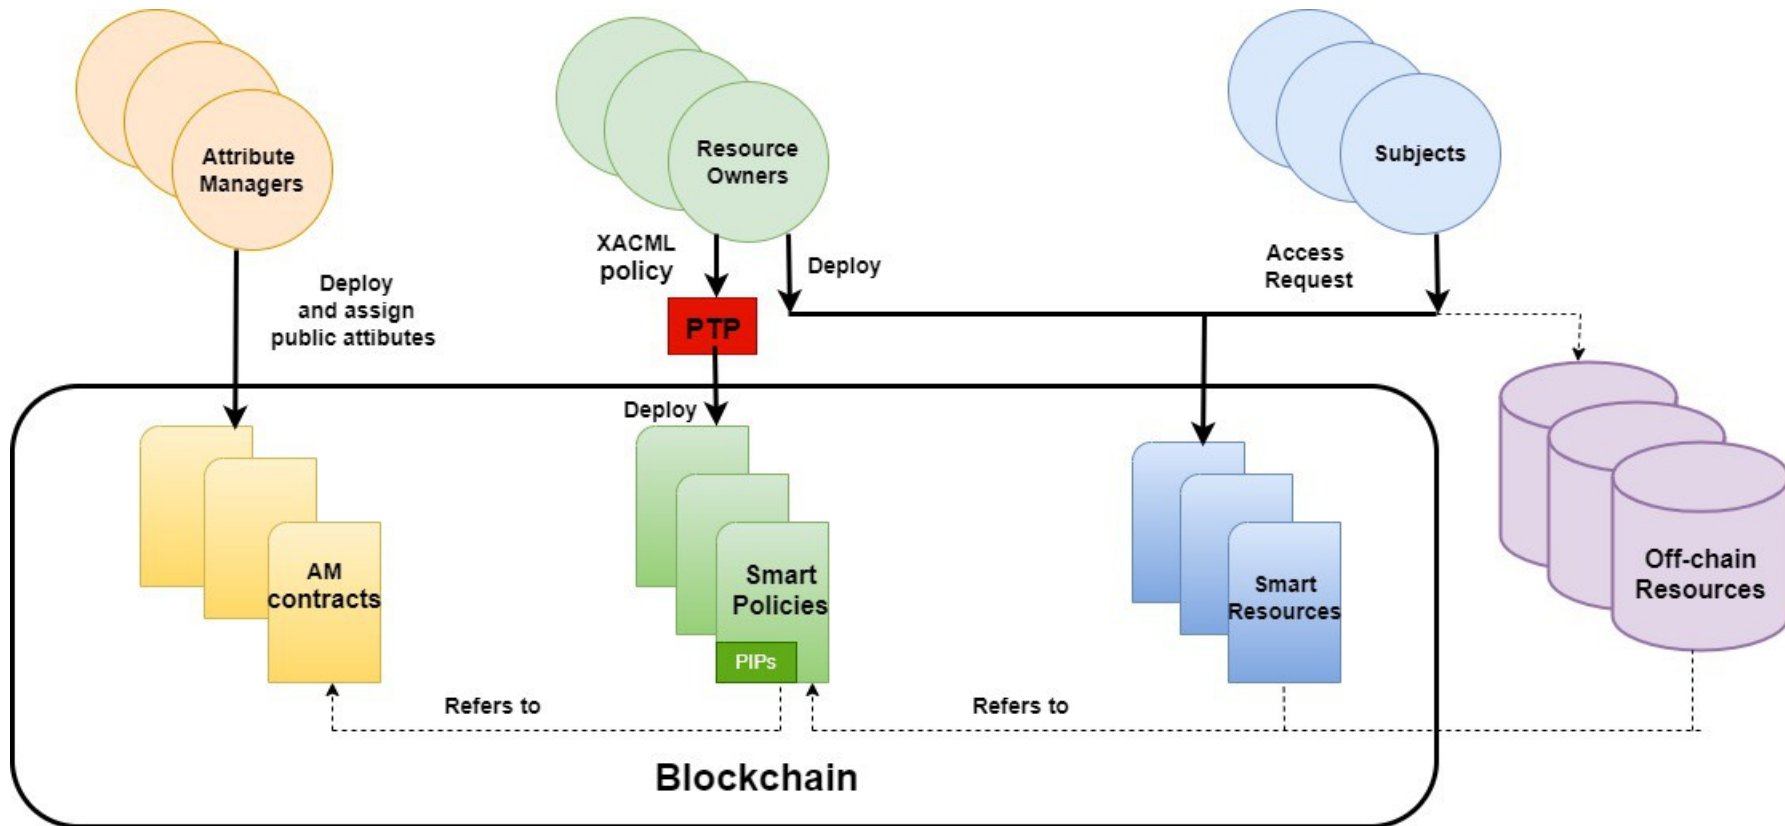 Attribute
Managers
Resource
Owners
Subjects
XACML
policy
Deploy
Access
Request
Deploy
and assign
public attibutes
PTP
Deploy
AM
contracts
Smart
Policies
PIPs
Smart
Resources
Off-chain
Resources
Refers to
Refers to
Blockchain